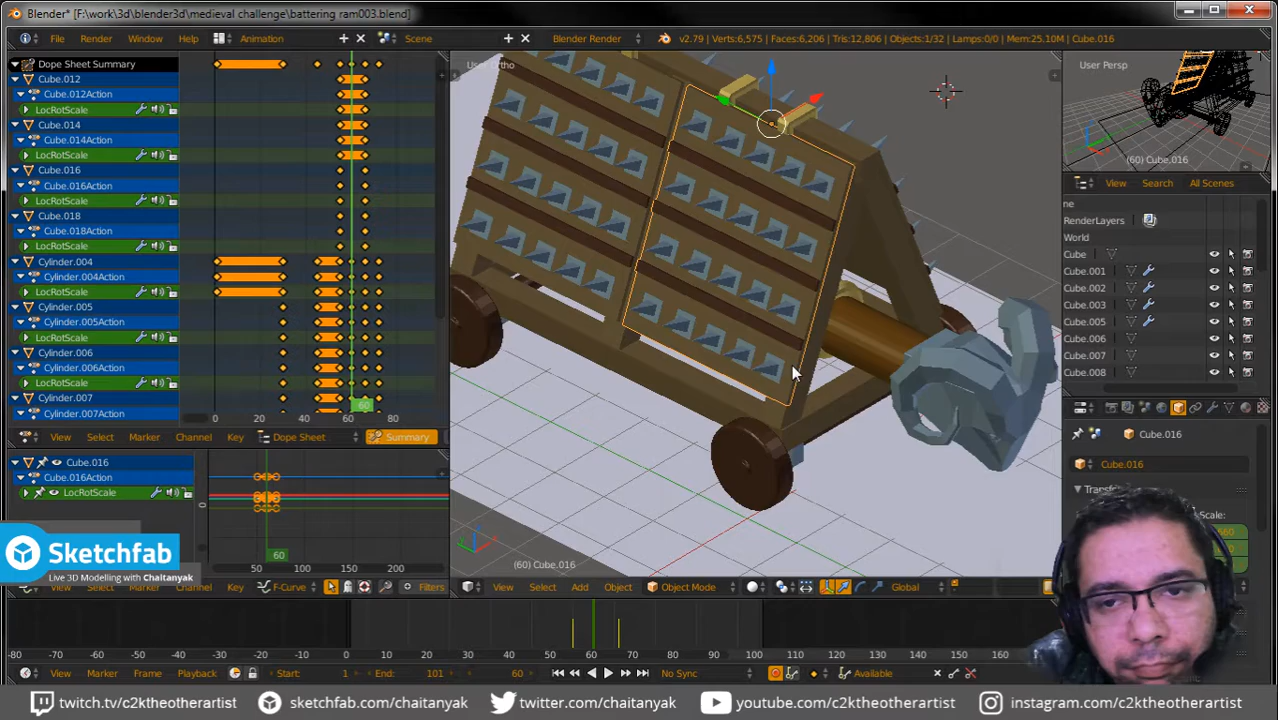 Blender* [F:\work\3d\blender3d\medieval challenge\battering ram003.blend]
File Render Window Help Animation Scene Blender Render v2.79 | Verts:6,575 | Faces:6,206 | Tris:12,806 | Objects:1/32 | Lamps:0/0 | Mem:25.10M | Cube.016
Dope Sheet Summary
Cube.012
Cube.012Action
LocRotScale
Cube.014
Cube.014Action
LocRotScale
Cube.016
Cube.016Action
LocRotScale
Cube.018
Cube.018Action
LocRotScale
Cylinder.004
Cylinder.004Action
LocRotScale
Cylinder.005
Cylinder.005Action
LocRotScale
Cylinder.006
Cylinder.006Action
LocRotScale
Cylinder.007
Cylinder.007Action
0 20 40 60 80
View Select Marker Channel Key Dope Sheet Summary
Cube.016
Cube.016Action
LocRotScale
0
60
50 100 150 200
Key F-Curve Filters
Ortho
(60) Cube.016
View Select Add Object Object Mode Global
User Persp
(60) Cube.016
View Search All Scenes
ne
RenderLayers
World
Cube
Cube.001
Cube.002
Cube.003
Cube.005
Cube.006
Cube.007
Cube.008
Cube.016
Cube.016
Scale:
Sketchfab
Live 3D Modelling with Chaitanyak
-80 -70 -60 -50 -40 -30 -20 -10 0 10 20 30 40 50 60 70 80 90 100 110 120 130 140 150 160
View Marker Frame Playback Start: 1 End: 101 60 No Sync Available
twitch.tv/c2ktheotherartist sketchfab.com/chaitanyak twitter.com/chaitanyak youtube.com/c2ktheotherartist instagram.com/c2ktheotherartist